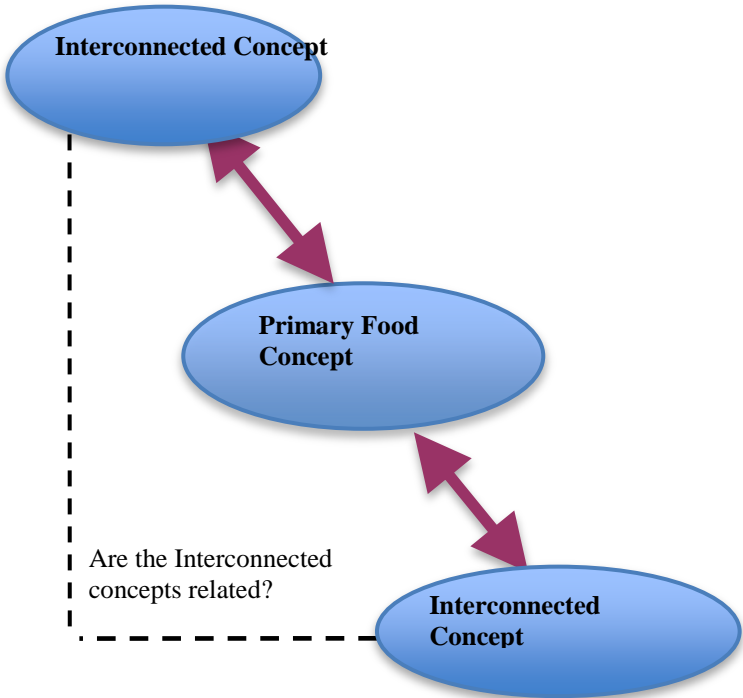 Interconnected Concept
Primary Food
Concept
Are the Interconnected
concepts related?
Interconnected
Concept